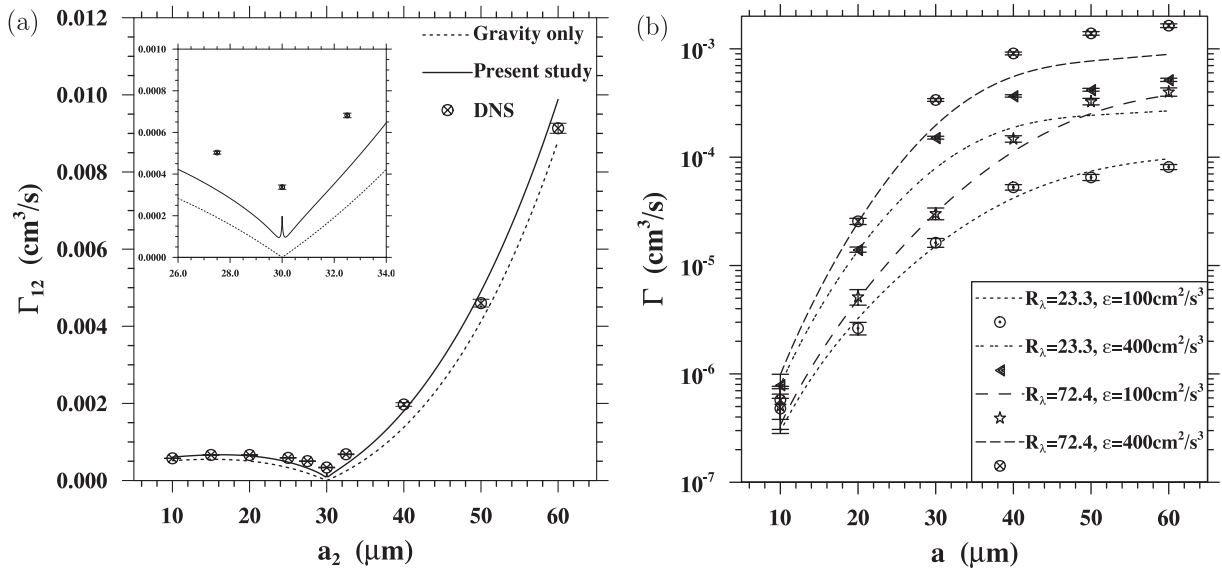 (a)
0.012
0.010
0.008
0.006
0.004
0.002
0.000
Γ12 (cm3/s)
10 20 30 40 50 60
a2 (μm)
Gravity only
Present study
DNS
0.0010
0.0008
0.0006
0.0004
0.0002
0.0000
26.0 28.0 30.0 32.0 34.0
(b)
10-3
10-4
10-5
10-6
10-7
Γ (cm3/s)
10 20 30 40 50 60
a (μm)
Rλ=23.3, ε=100cm2/s3
Rλ=23.3, ε=400cm2/s3
Rλ=72.4, ε=100cm2/s3
Rλ=72.4, ε=400cm2/s3